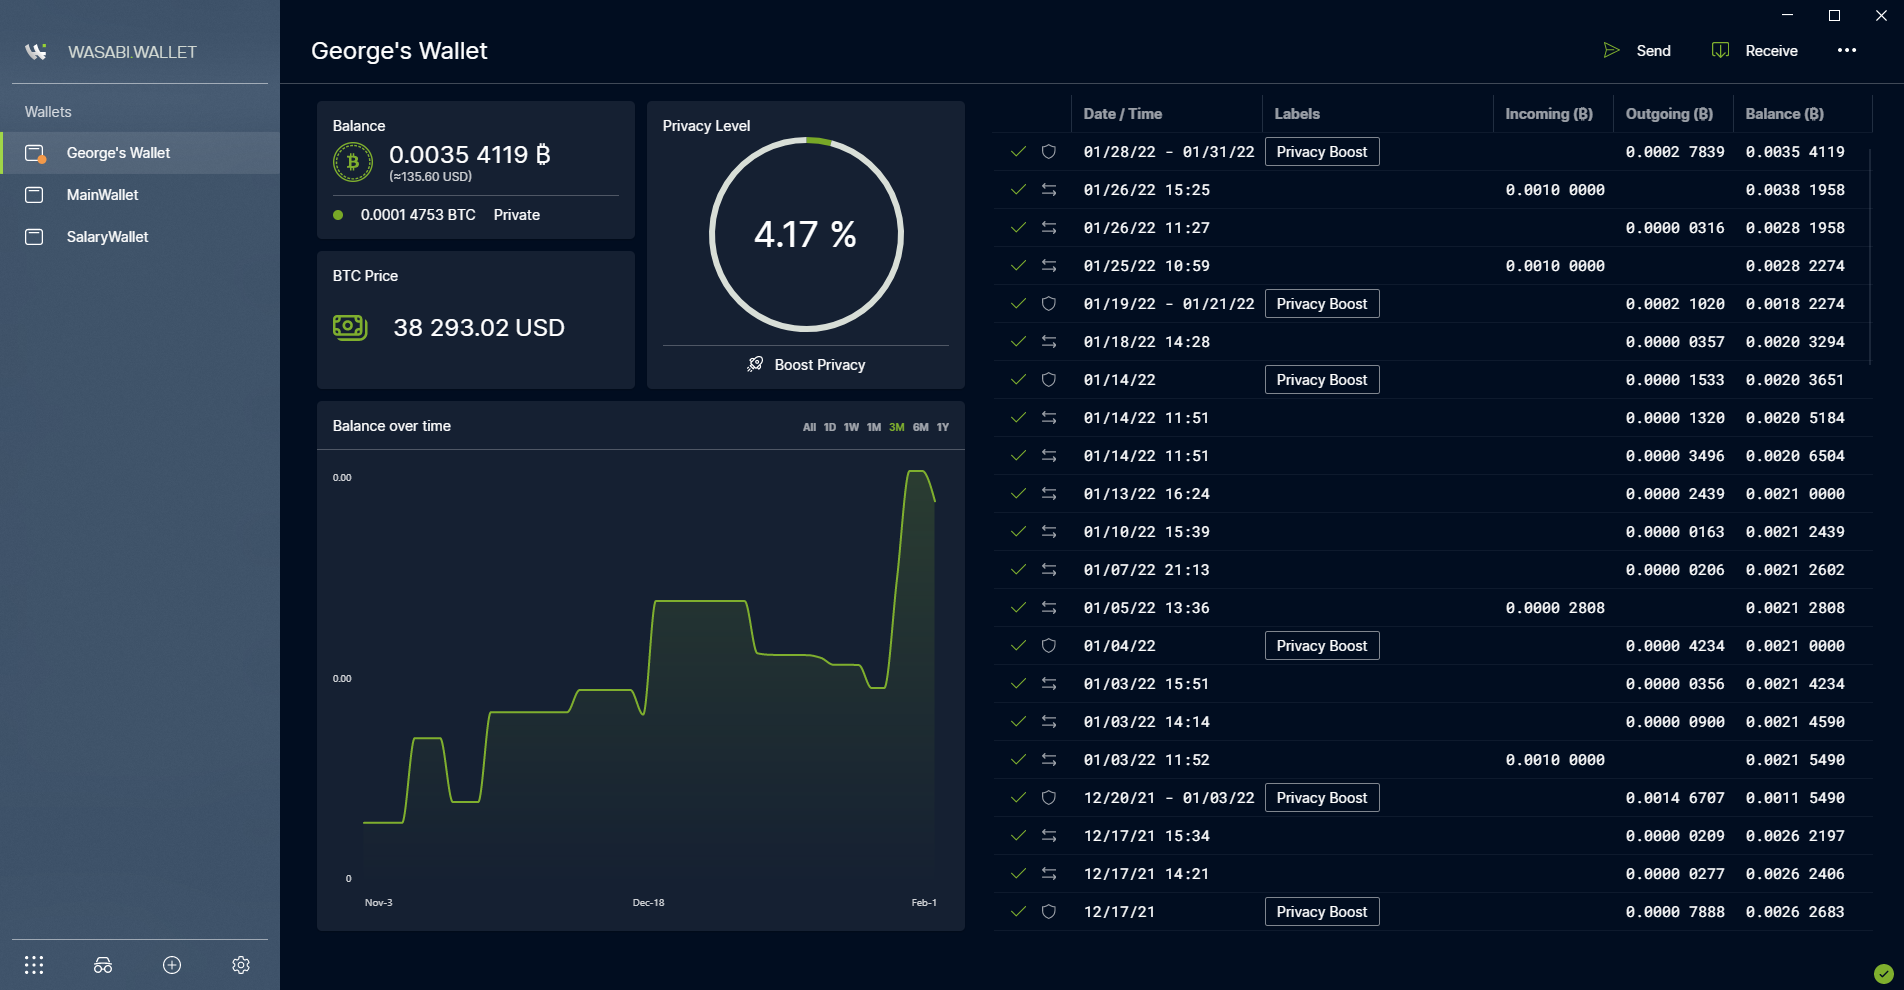 WASABI.WALLET
Wallets
George's Wallet
MainWallet
SalaryWallet
George's Wallet
Send
Receive
Balance
0.0035 4119 ₿
(≈135.60 USD)
0.0001 4753 BTC Private
BTC Price
38 293.02 USD
Privacy Level
4.17 %
Boost Privacy
Balance over time
All 1D 1W 1M 3M 6M 1Y
0.00
0.00
0
Nov-3 Dec-18 Feb-1
Date / Time Labels Incoming (₿) Outgoing (₿) Balance (₿)
01/28/22 - 01/31/22 Privacy Boost 0.0002 7839 0.0035 4119
01/26/22 15:25 0.0010 0000 0.0038 1958
01/26/22 11:27 0.0000 0316 0.0028 1958
01/25/22 10:59 0.0010 0000 0.0028 2274
01/19/22 - 01/21/22 Privacy Boost 0.0002 1020 0.0018 2274
01/18/22 14:28 0.0000 0357 0.0020 3294
01/14/22 Privacy Boost 0.0000 1533 0.0020 3651
01/14/22 11:51 0.0000 1320 0.0020 5184
01/14/22 11:51 0.0000 3496 0.0020 6504
01/13/22 16:24 0.0000 2439 0.0021 0000
01/10/22 15:39 0.0000 0163 0.0021 2439
01/07/22 21:13 0.0000 0206 0.0021 2602
01/05/22 13:36 0.0000 2808 0.0021 2808
01/04/22 Privacy Boost 0.0000 4234 0.0021 0000
01/03/22 15:51 0.0000 0356 0.0021 4234
01/03/22 14:14 0.0000 0900 0.0021 4590
01/03/22 11:52 0.0010 0000 0.0021 5490
12/20/21 - 01/03/22 Privacy Boost 0.0014 6707 0.0011 5490
12/17/21 15:34 0.0000 0209 0.0026 2197
12/17/21 14:21 0.0000 0277 0.0026 2406
12/17/21 Privacy Boost 0.0000 7888 0.0026 2683